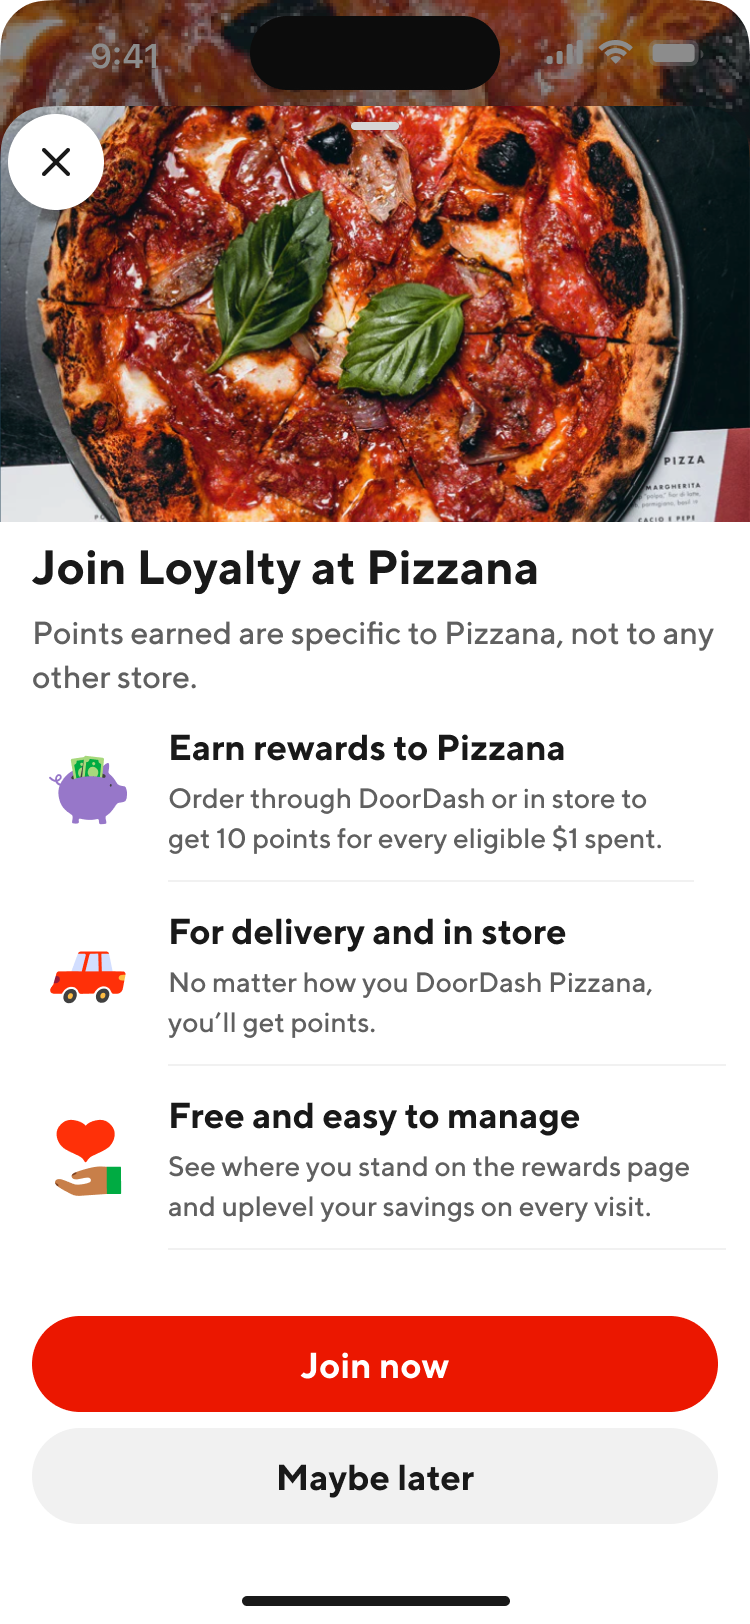 9:41
PIZZA
MARGHERITA
CACIO E PEPE
Join Loyalty at Pizzana
Points earned are specific to Pizzana, not to any
other store.
Earn rewards to Pizzana
Order through DoorDash or in store to
get 10 points for every eligible $1 spent.
For delivery and in store
No matter how you DoorDash Pizzana,
you’ll get points.
Free and easy to manage
See where you stand on the rewards page
and uplevel your savings on every visit.
Join now
Maybe later